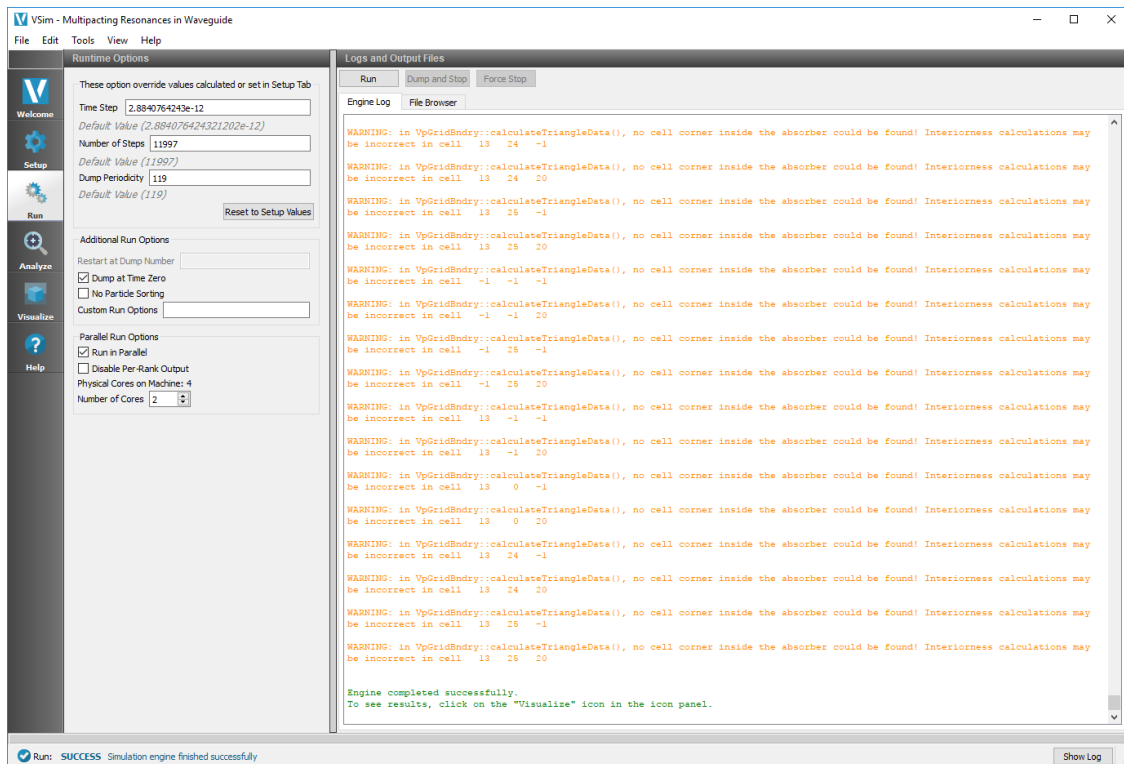 VSim - Multipacting Resonances in Waveguide
File Edit Tools View Help
Welcome
Setup
Run
Analyze
Visualize
Help
Runtime Options
These option override values calculated or set in Setup Tab
Time Step 2.8840764243e-12
Default Value (2.884076424321202e-12)
Number of Steps 11997
Default Value (11997)
Dump Periodicity 119
Default Value (119)
Reset to Setup Values
Additional Run Options
Restart at Dump Number
Dump at Time Zero
No Particle Sorting
Custom Run Options
Parallel Run Options
Run in Parallel
Disable Per-Rank Output
Physical Cores on Machine: 4
Number of Cores 2
Logs and Output Files
Run Dump and Stop Force Stop
Engine Log File Browser
WARNING: in VpGridBndry::calculateTriangleData(), no cell corner inside the absorber could be found! Interiorness calculations may
be incorrect in cell 13 24 -1
WARNING: in VpGridBndry::calculateTriangleData(), no cell corner inside the absorber could be found! Interiorness calculations may
be incorrect in cell 13 24 20
WARNING: in VpGridBndry::calculateTriangleData(), no cell corner inside the absorber could be found! Interiorness calculations may
be incorrect in cell 13 25 -1
WARNING: in VpGridBndry::calculateTriangleData(), no cell corner inside the absorber could be found! Interiorness calculations may
be incorrect in cell 13 25 20
WARNING: in VpGridBndry::calculateTriangleData(), no cell corner inside the absorber could be found! Interiorness calculations may
be incorrect in cell -1 -1 -1
WARNING: in VpGridBndry::calculateTriangleData(), no cell corner inside the absorber could be found! Interiorness calculations may
be incorrect in cell -1 -1 20
WARNING: in VpGridBndry::calculateTriangleData(), no cell corner inside the absorber could be found! Interiorness calculations may
be incorrect in cell -1 25 -1
WARNING: in VpGridBndry::calculateTriangleData(), no cell corner inside the absorber could be found! Interiorness calculations may
be incorrect in cell -1 25 20
WARNING: in VpGridBndry::calculateTriangleData(), no cell corner inside the absorber could be found! Interiorness calculations may
be incorrect in cell 13 -1 -1
WARNING: in VpGridBndry::calculateTriangleData(), no cell corner inside the absorber could be found! Interiorness calculations may
be incorrect in cell 13 -1 20
WARNING: in VpGridBndry::calculateTriangleData(), no cell corner inside the absorber could be found! Interiorness calculations may
be incorrect in cell 13 0 -1
WARNING: in VpGridBndry::calculateTriangleData(), no cell corner inside the absorber could be found! Interiorness calculations may
be incorrect in cell 13 0 20
WARNING: in VpGridBndry::calculateTriangleData(), no cell corner inside the absorber could be found! Interiorness calculations may
be incorrect in cell 13 24 -1
WARNING: in VpGridBndry::calculateTriangleData(), no cell corner inside the absorber could be found! Interiorness calculations may
be incorrect in cell 13 24 20
WARNING: in VpGridBndry::calculateTriangleData(), no cell corner inside the absorber could be found! Interiorness calculations may
be incorrect in cell 13 25 -1
WARNING: in VpGridBndry::calculateTriangleData(), no cell corner inside the absorber could be found! Interiorness calculations may
be incorrect in cell 13 25 20
Engine completed successfully.
To see results, click on the "Visualize" icon in the icon panel.
Run: SUCCESS Simulation engine finished successfully
Show Log